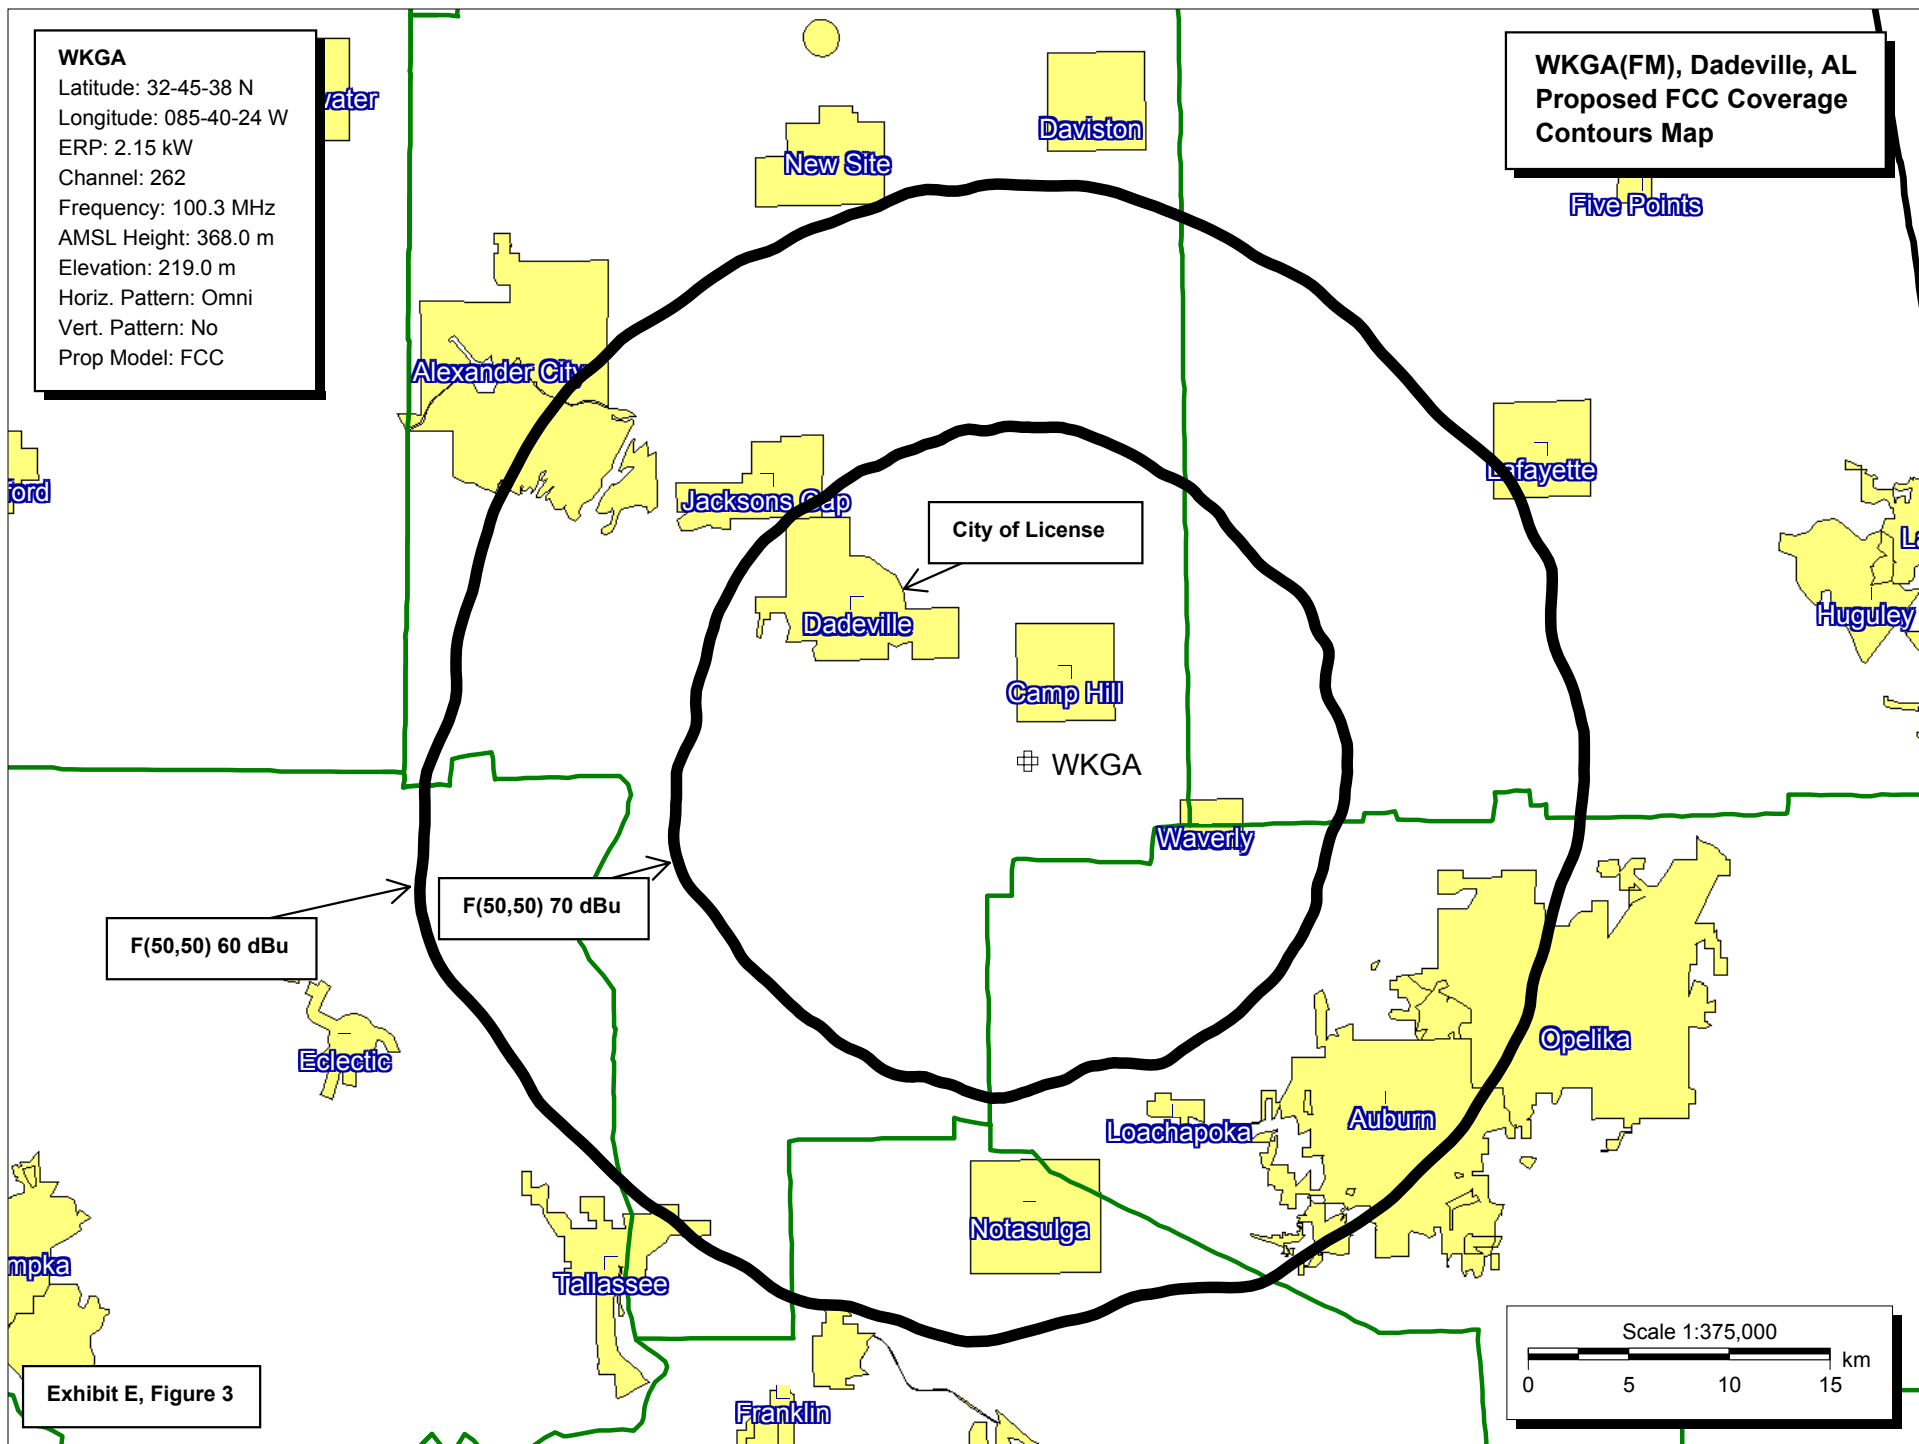 WKGA
Latitude: 32-45-38 N
Longitude: 085-40-24 W
ERP: 2.15 kW
Channel: 262
Frequency: 100.3 MHz
AMSL Height: 368.0 m
Elevation: 219.0 m
Horiz. Pattern: Omni
Vert. Pattern: No
Prop Model: FCC
WKGA(FM), Dadeville, AL
Proposed FCC Coverage
Contours Map
vater
Daviston
New Site
Five Points
Alexander City
Lafayette
ford
Jacksons Gap
City of License
La
Dadeville
Huguley
Camp Hill
WKGA
Waverly
F(50,50) 70 dBu
F(50,50) 60 dBu
Opelika
Eclectic
Auburn
Loachapoka
Notasulga
mpka
Tallassee
Scale 1:375,000
km
0 5 10 15
Exhibit E, Figure 3
Franklin